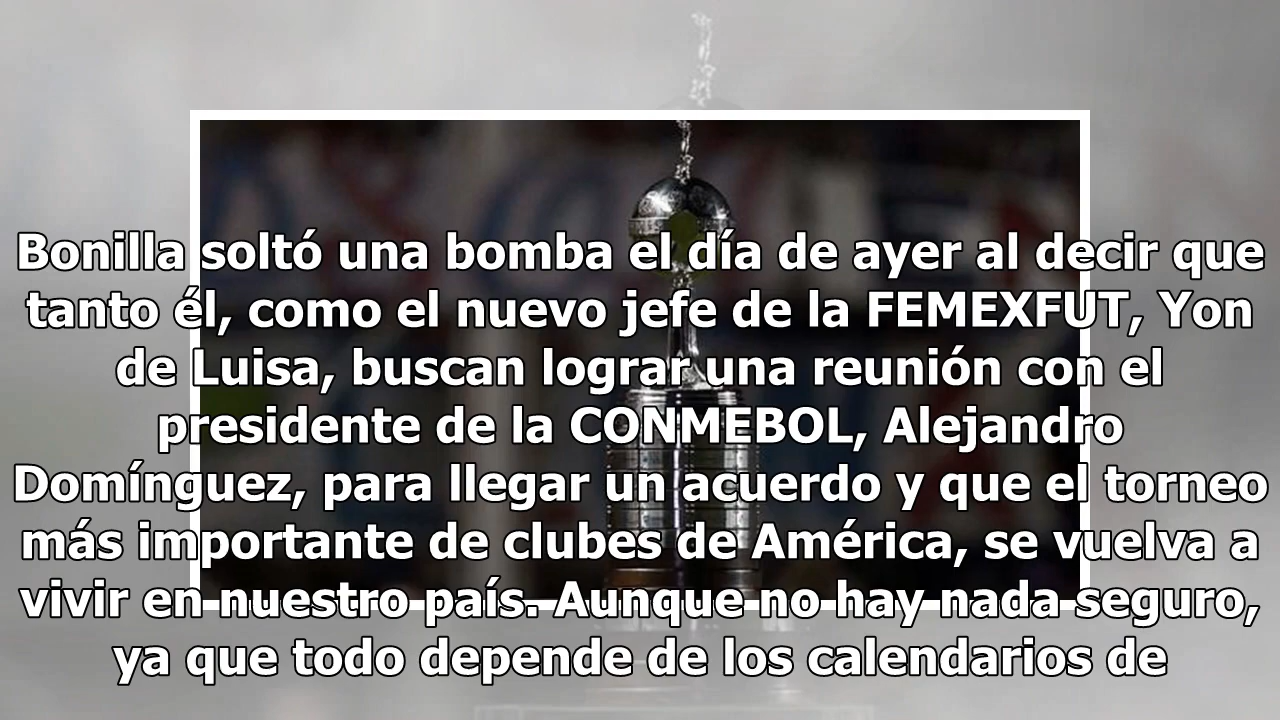 Bonilla soltó una bomba el día de ayer al decir que
tanto él, como el nuevo jefe de la FEMEXFUT, Yon
de Luisa, buscan lograr una reunión con el
presidente de la CONMEBOL, Alejandro
Domínguez, para llegar un acuerdo y que el torneo
más importante de clubes de América, se vuelva a
vivir en nuestro país. Aunque no hay nada seguro,
ya que todo depende de los calendarios de